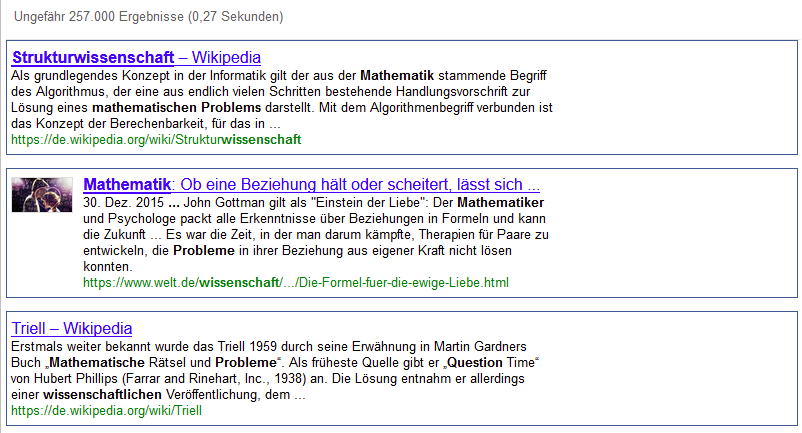 Ungefähr 257.000 Ergebnisse (0,27 Sekunden)
Strukturwissenschaft – Wikipedia
Als grundlegendes Konzept in der Informatik gilt der aus der Mathematik stammende Begriff
des Algorithmus, der eine aus endlich vielen Schritten bestehende Handlungsvorschrift zur
Lösung eines mathematischen Problems darstellt. Mit dem Algorithmenbegriff verbunden ist
das Konzept der Berechenbarkeit, für das in ...
https://de.wikipedia.org/wiki/Strukturwissenschaft
Mathematik: Ob eine Beziehung hält oder scheitert, lässt sich ...
30. Dez. 2015 ... John Gottman gilt als "Einstein der Liebe": Der Mathematiker
und Psychologe packt alle Erkenntnisse über Beziehungen in Formeln und kann
die Zukunft ... Es war die Zeit, in der man darum kämpfte, Therapien für Paare zu
entwickeln, die Probleme in ihrer Beziehung aus eigener Kraft nicht lösen
konnten.
https://www.welt.de/wissenschaft/.../Die-Formel-fuer-die-ewige-Liebe.html
Triell – Wikipedia
Erstmals weiter bekannt wurde das Triell 1959 durch seine Erwähnung in Martin Gardners
Buch „Mathematische Rätsel und Probleme“. Als früheste Quelle gibt er „Question Time“
von Hubert Phillips (Farrar and Rinehart, Inc., 1938) an. Die Lösung entnahm er allerdings
einer wissenschaftlichen Veröffentlichung, dem ...
https://de.wikipedia.org/wiki/Triell